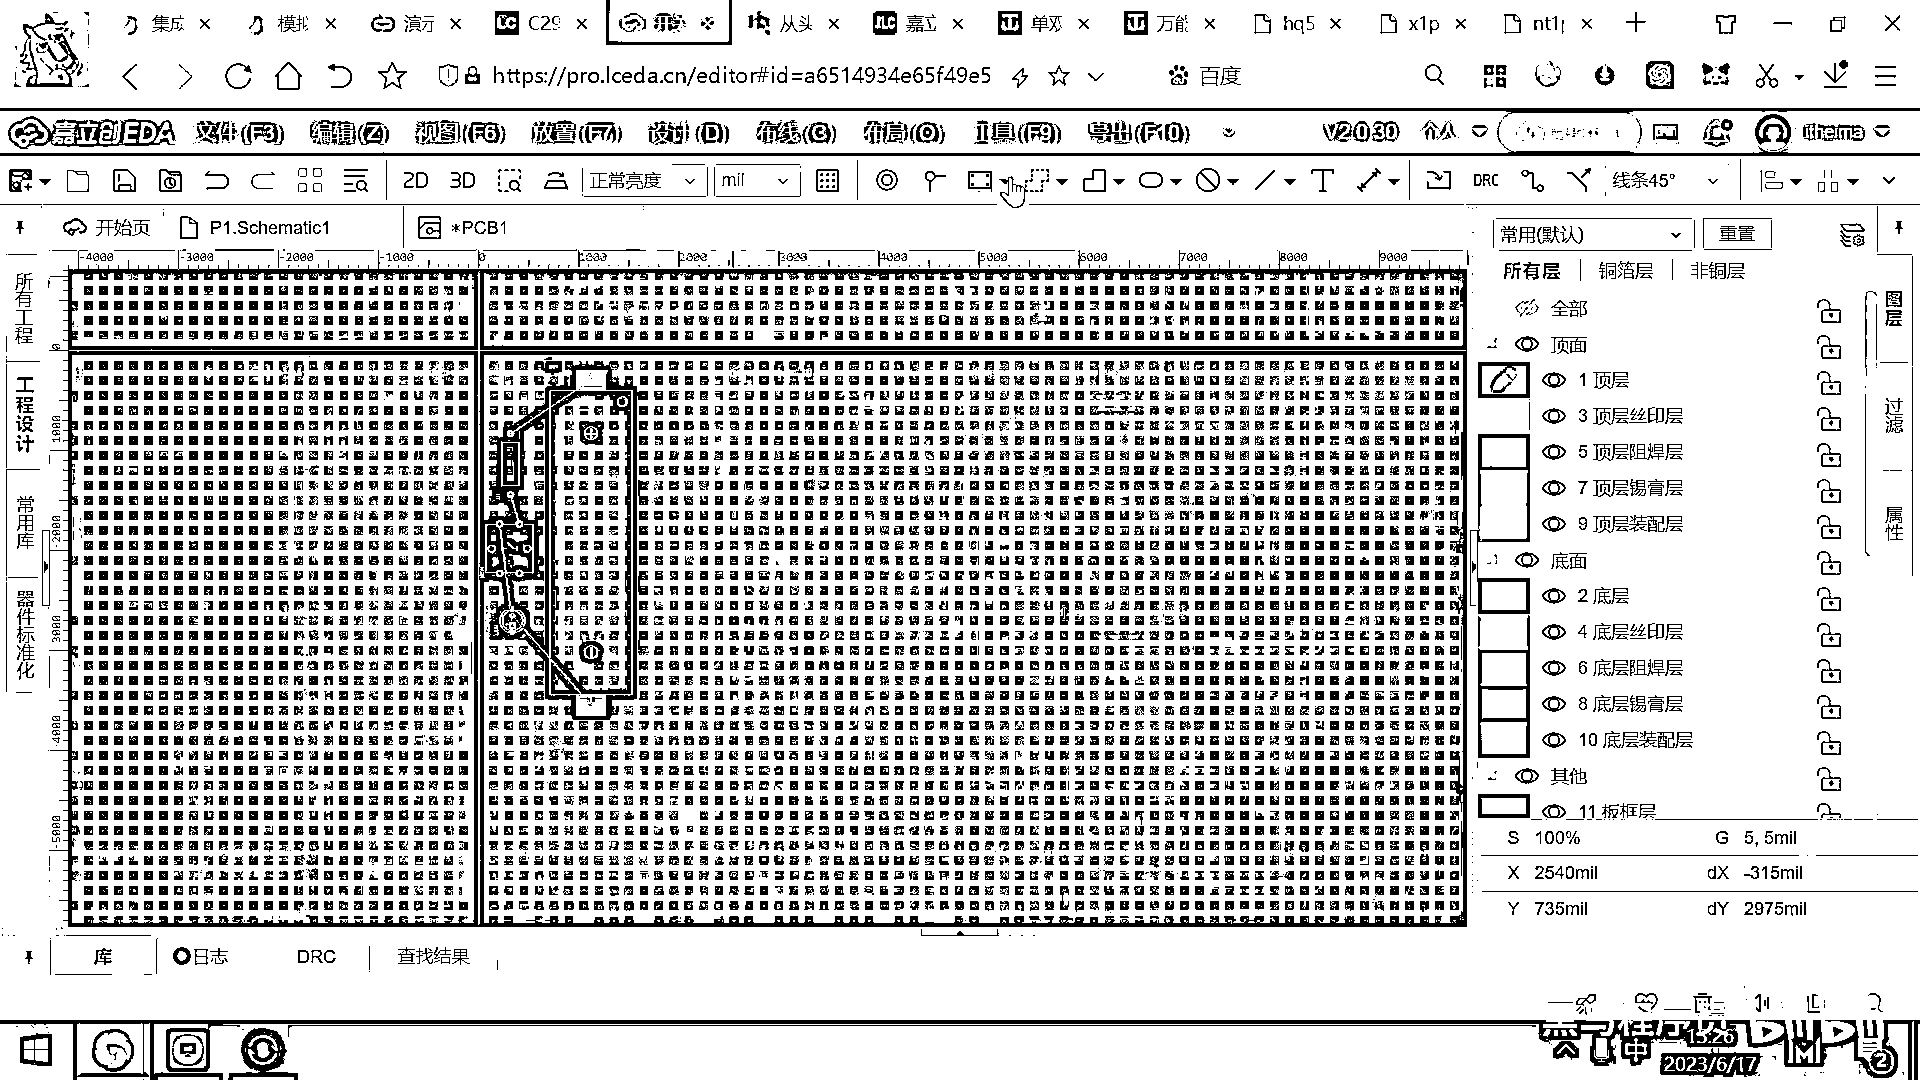 集成 模拟 演示 C29 从头 嘉立 单双 万能 hq5 x1p nt1p
https://pro.lceda.cn/editor#id=a6514934e65f49e5 百度
嘉立创EDA 文件(F3) 编辑(Z) 视图(F6) 放置(F7) 设计(D) 布线(G) 布局(O) 工具(F9) 导出(F10) V2.0.30 个人 ithema
2D 3D 正常亮度 mil DRC 线条45°
开始页 P1.Schematic1 *PCB1
常用(默认) 重置
-4000 -3000 -2000 -1000 0 1000 2000 3000 4000 5000 6000 7000 8000 9000
所有层 铜箔层 非铜层
全部
顶面
1 顶层
3 顶层丝印层
5 顶层阻焊层
7 顶层锡膏层
9 顶层装配层
底面
2 底层
4 底层丝印层
6 底层阻焊层
8 底层锡膏层
10 底层装配层
其他
11 板框层
图层
过滤
属性
所有工程
工程设计
常用库
器件标准化
0
-1000
-2000
-3000
-4000
-5000
S 100% G 5, 5mil
X 2540mil dX -315mil
Y 735mil dY 2975mil
库 日志 DRC 查找结果
黑马程序员
中 15:26
2023/6/17 2